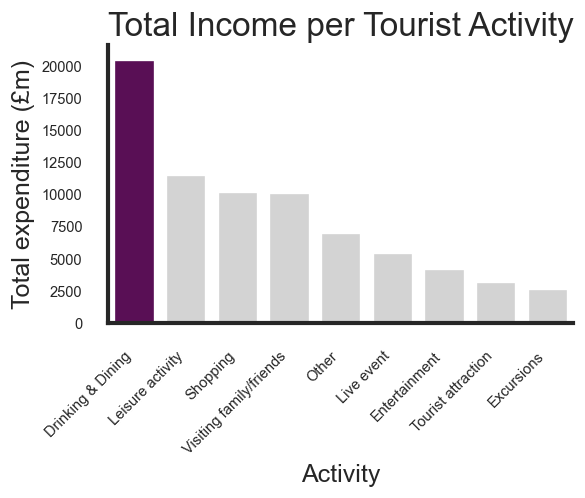 Total Income per Tourist Activity
Total expenditure (£m)
20000
17500
15000
12500
10000
7500
5000
2500
0
Drinking & Dining
Leisure activity
Shopping
Visiting family/friends
Other
Live event
Entertainment
Tourist attraction
Excursions
Activity